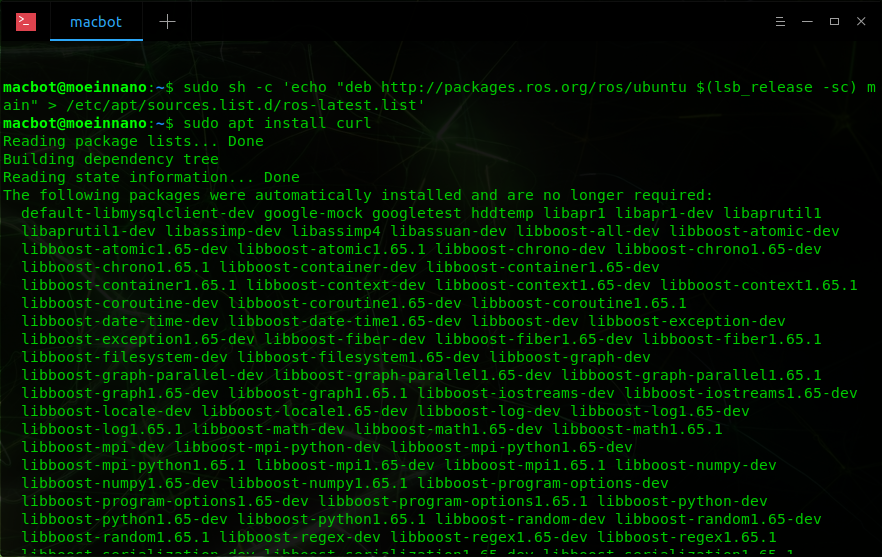 macbot
macbot@moeinnano:~$ sudo sh -c 'echo "deb http://packages.ros.org/ros/ubuntu $(lsb_release -sc) m
ain" > /etc/apt/sources.list.d/ros-latest.list'
macbot@moeinnano:~$ sudo apt install curl
Reading package lists... Done
Building dependency tree
Reading state information... Done
The following packages were automatically installed and are no longer required:
  default-libmysqlclient-dev google-mock googletest hddtemp libapr1 libapr1-dev libaprutil1
  libaprutil1-dev libassimp-dev libassimp4 libassuan-dev libboost-all-dev libboost-atomic-dev
  libboost-atomic1.65-dev libboost-atomic1.65.1 libboost-chrono-dev libboost-chrono1.65-dev
  libboost-chrono1.65.1 libboost-container-dev libboost-container1.65-dev
  libboost-container1.65.1 libboost-context-dev libboost-context1.65-dev libboost-context1.65.1
  libboost-coroutine-dev libboost-coroutine1.65-dev libboost-coroutine1.65.1
  libboost-date-time-dev libboost-date-time1.65-dev libboost-dev libboost-exception-dev
  libboost-exception1.65-dev libboost-fiber-dev libboost-fiber1.65-dev libboost-fiber1.65.1
  libboost-filesystem-dev libboost-filesystem1.65-dev libboost-graph-dev
  libboost-graph-parallel-dev libboost-graph-parallel1.65-dev libboost-graph-parallel1.65.1
  libboost-graph1.65-dev libboost-graph1.65.1 libboost-iostreams-dev libboost-iostreams1.65-dev
  libboost-locale-dev libboost-locale1.65-dev libboost-log-dev libboost-log1.65-dev
  libboost-log1.65.1 libboost-math-dev libboost-math1.65-dev libboost-math1.65.1
  libboost-mpi-dev libboost-mpi-python-dev libboost-mpi-python1.65-dev
  libboost-mpi-python1.65.1 libboost-mpi1.65-dev libboost-mpi1.65.1 libboost-numpy-dev
  libboost-numpy1.65-dev libboost-numpy1.65.1 libboost-program-options-dev
  libboost-program-options1.65-dev libboost-program-options1.65.1 libboost-python-dev
  libboost-python1.65-dev libboost-python1.65.1 libboost-random-dev libboost-random1.65-dev
  libboost-random1.65.1 libboost-regex-dev libboost-regex1.65-dev libboost-regex1.65.1
  libboost-serialization-dev libboost-serialization1.65-dev libboost-serialization1.65.1